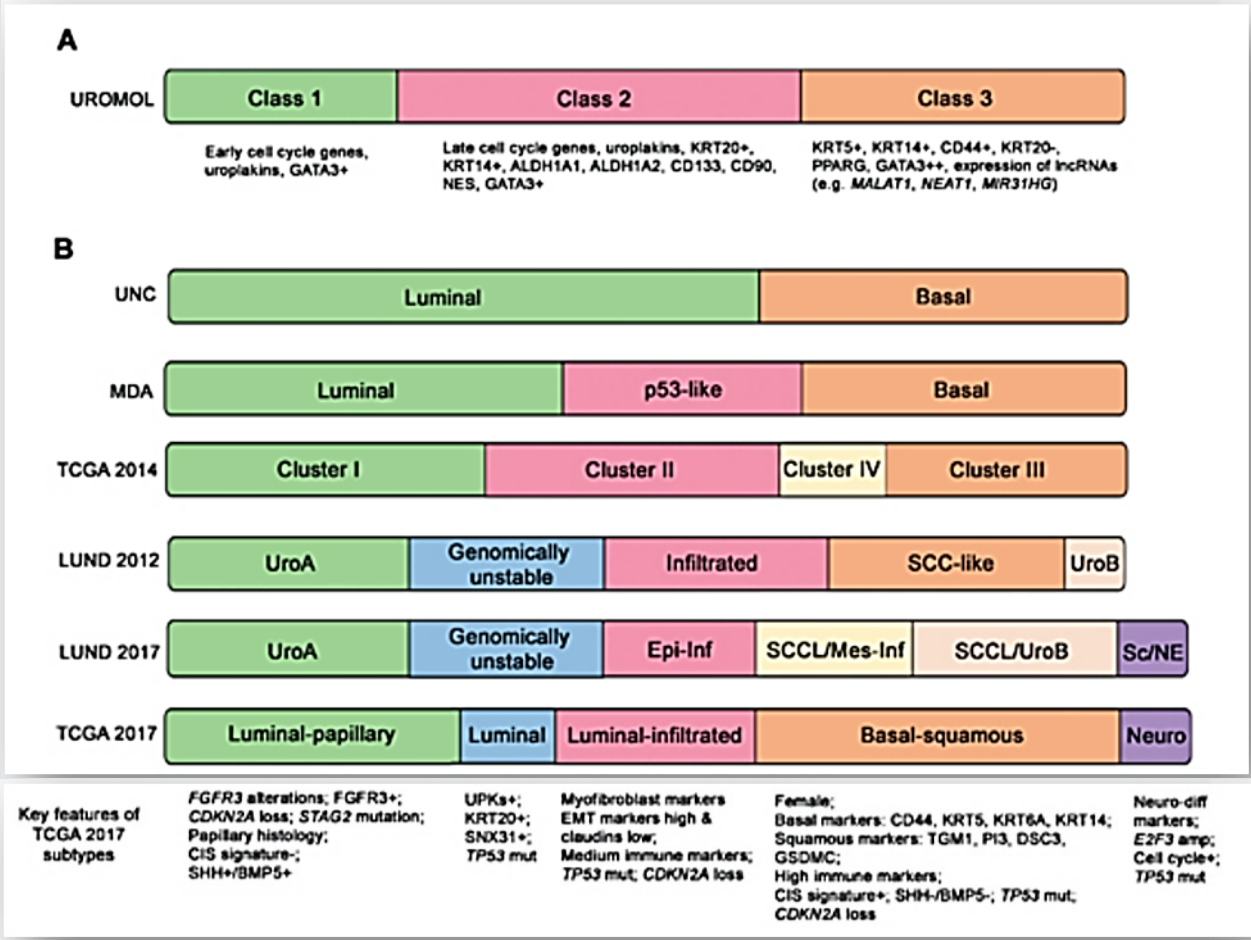 A
UROMOL
Class 1
Class 2
Class 3
Early cell cycle genes,
uroplakins, GATA3+
Late cell cycle genes, uroplakins, KRT20+,
KRT14+, ALDH1A1, ALDH1A2, CD133, CD90,
NES, GATA3+
KRT5+, KRT14+, CD44+, KRT20-,
PPARG, GATA3++, expression of lncRNAs
(e.g. MALAT1, NEAT1, MIR31HG)
B
UNC
Luminal
Basal
MDA
Luminal
p53-like
Basal
TCGA 2014
Cluster I
Cluster II
Cluster IV
Cluster III
LUND 2012
UroA
Genomically
unstable
Infiltrated
SCC-like
UroB
LUND 2017
UroA
Genomically
unstable
Epi-Inf
SCCL/Mes-Inf
SCCL/UroB
Sc/NE
TCGA 2017
Luminal-papillary
Luminal
Luminal-infiltrated
Basal-squamous
Neuro
Key features of
TCGA 2017
subtypes
FGFR3 alterations; FGFR3+;
CDKN2A loss; STAG2 mutation;
Papillary histology;
CIS signature-;
SHH+/BMP5+
UPKs+;
KRT20+;
SNX31+;
TP53 mut
Myofibroblast markers
EMT markers high &
claudins low;
Medium immune markers;
TP53 mut; CDKN2A loss
Female;
Basal markers: CD44, KRT5, KRT6A, KRT14;
Squamous markers: TGM1, PI3, DSC3,
GSDMC;
High immune markers;
CIS signature+; SHH-/BMP5-; TP53 mut;
CDKN2A loss
Neuro-diff
markers;
E2F3 amp;
Cell cycle+;
TP53 mut